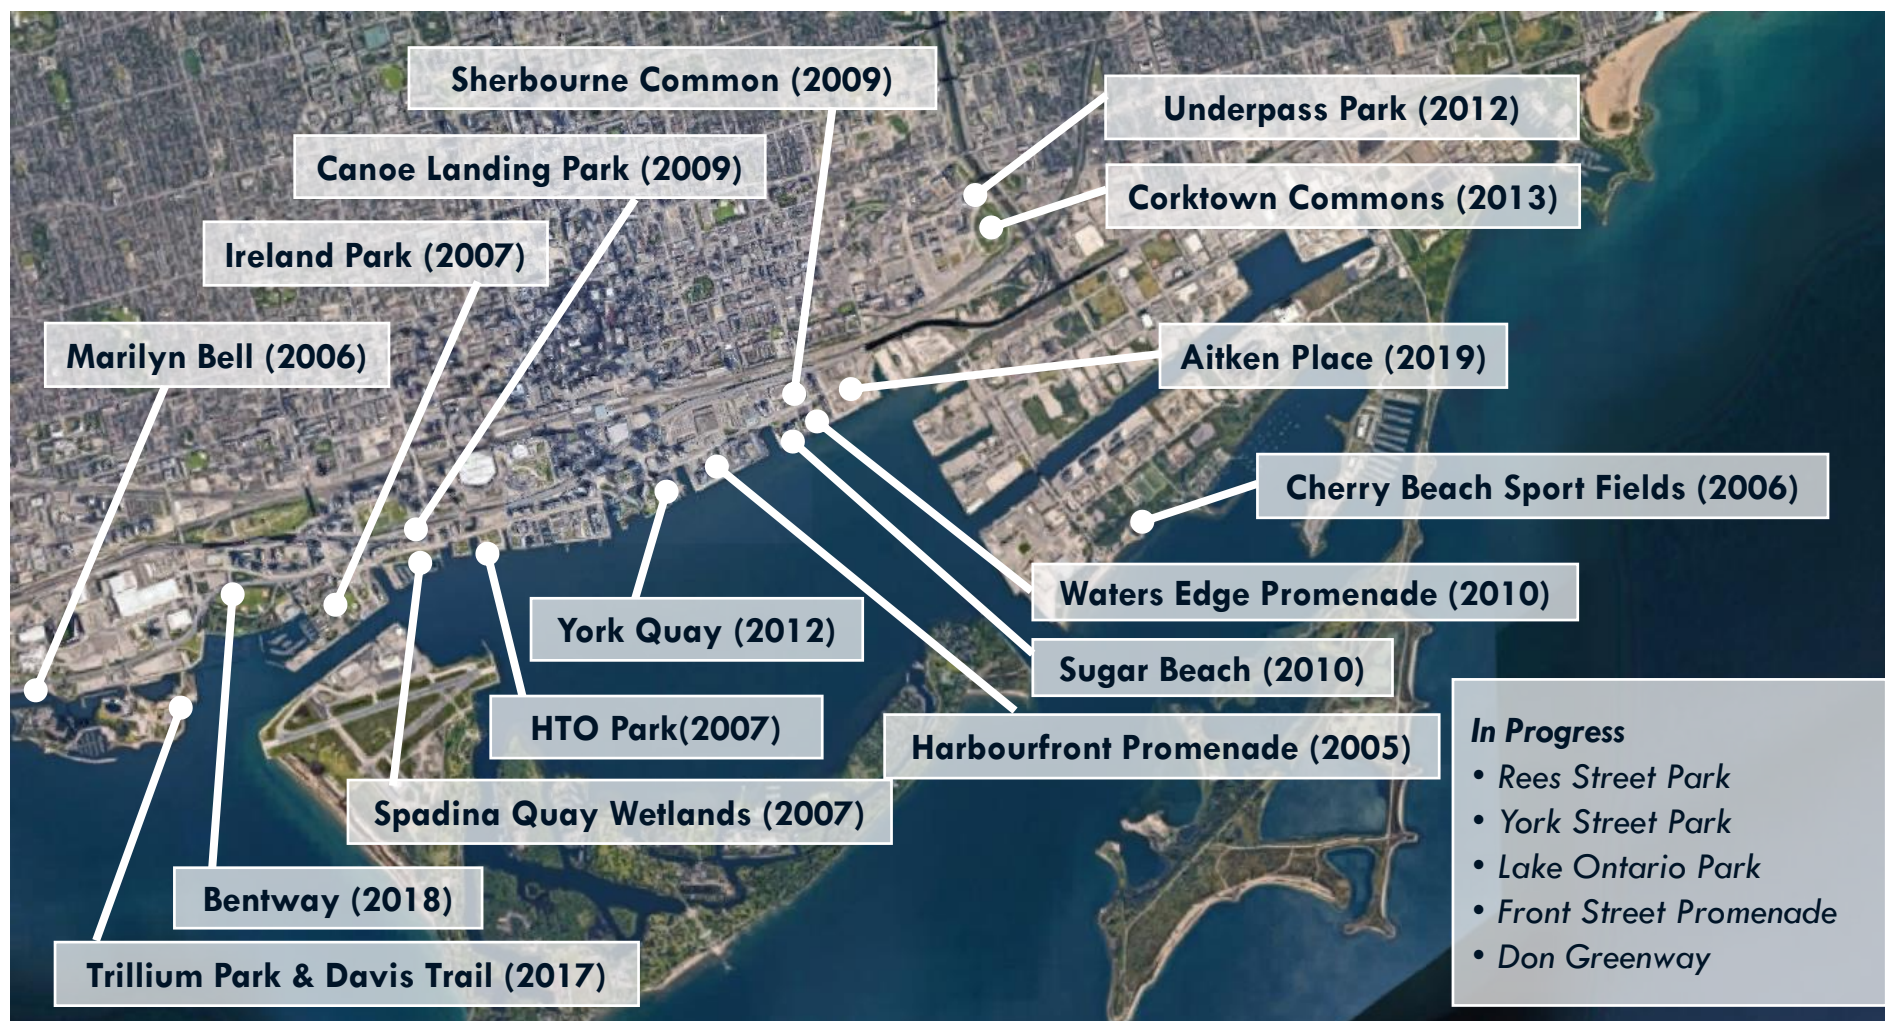 Sherbourne Common (2009)
Underpass Park (2012)
Canoe Landing Park (2009)
Corktown Commons (2013)
Ireland Park (2007)
Marilyn Bell (2006)
Aitken Place (2019)
Cherry Beach Sport Fields (2006)
Waters Edge Promenade (2010)
York Quay (2012)
Sugar Beach (2010)
HTO Park(2007)
Harbourfront Promenade (2005)
Spadina Quay Wetlands (2007)
Bentway (2018)
Trillium Park & Davis Trail (2017)
In Progress
• Rees Street Park
• York Street Park
• Lake Ontario Park
• Front Street Promenade
• Don Greenway